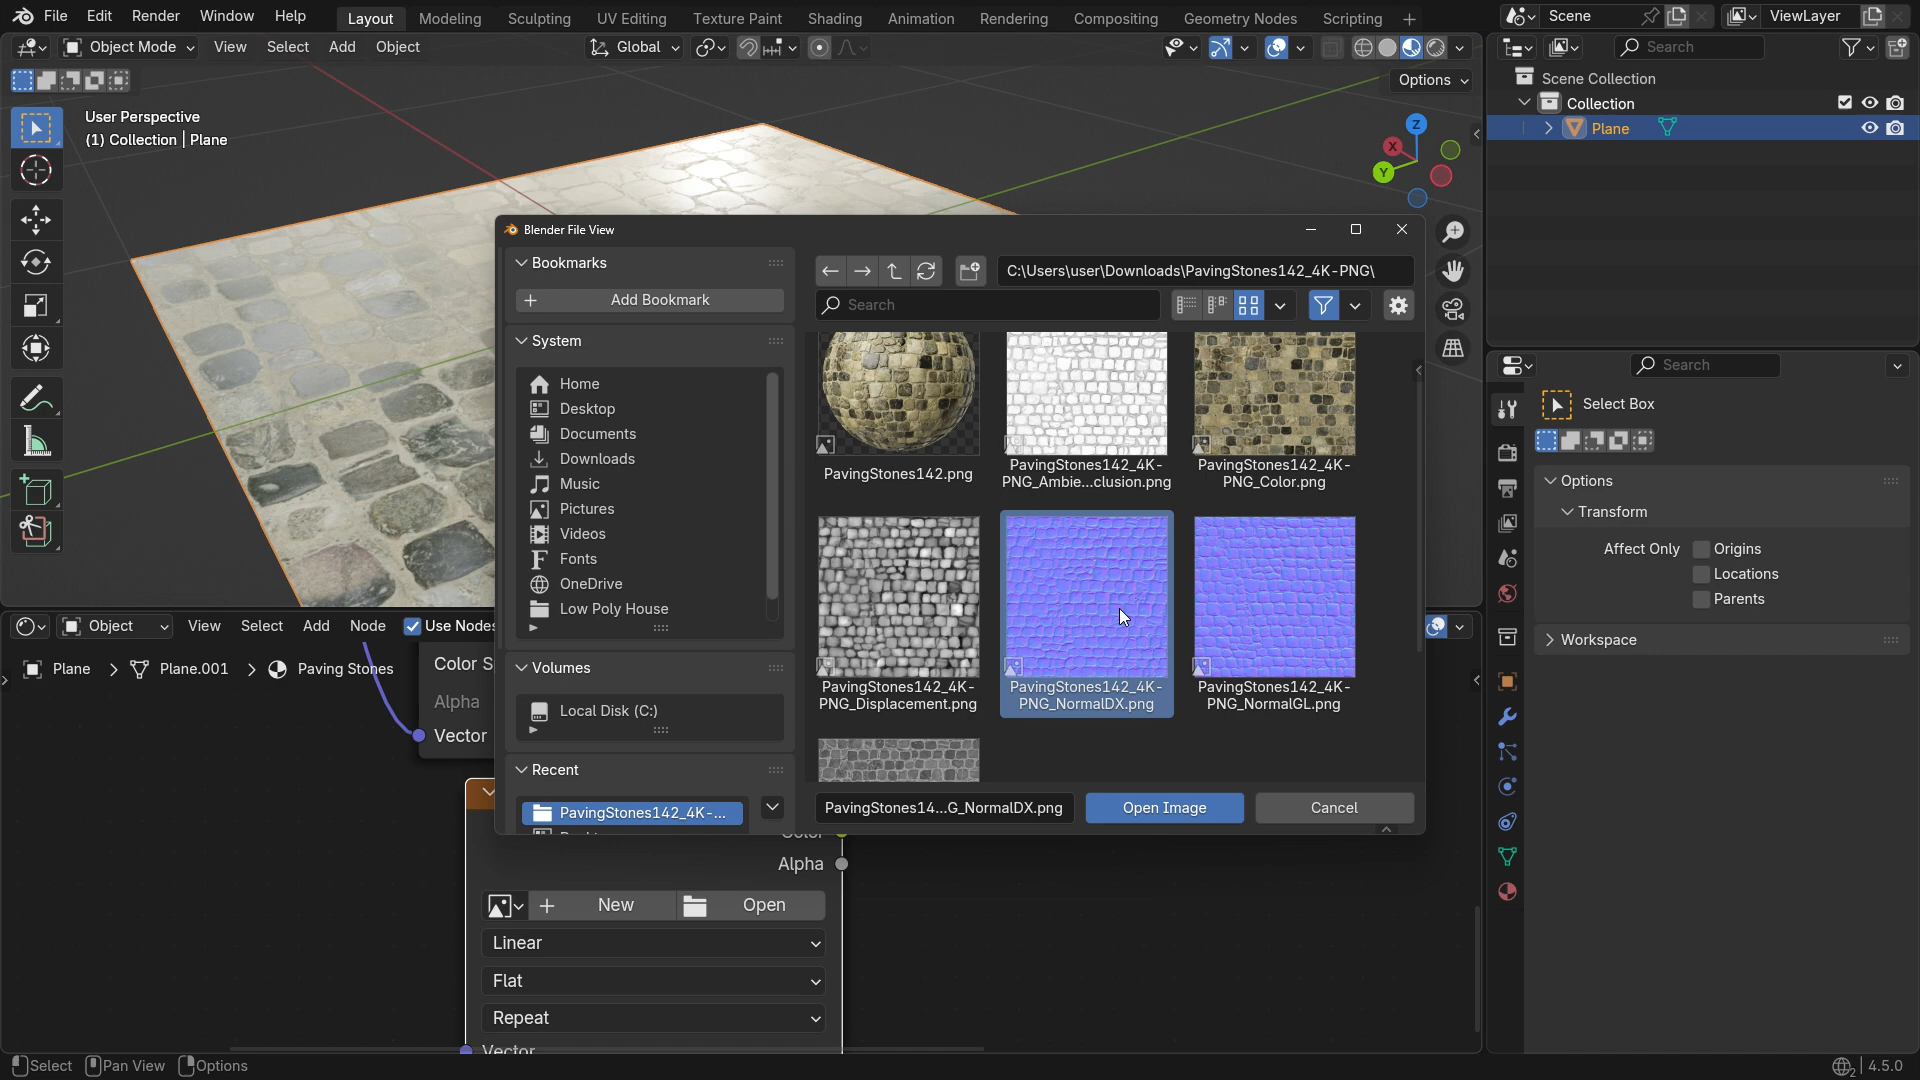 File Edit Render Window Help Layout Modeling Sculpting UV Editing Texture Paint Shading Animation Rendering Compositing Geometry Nodes Scripting + Scene ViewLayer
Object Mode View Select Add Object Global Search
Options
User Perspective
(1) Collection | Plane
Z
X
Y
Scene Collection
Collection
Plane
Blender File View
Bookmarks
Add Bookmark
System
Home
Desktop
Documents
Downloads
Music
Pictures
Videos
Fonts
OneDrive
Low Poly House
Volumes
Local Disk (C:)
Recent
PavingStones142_4K-...
C:\Users\user\Downloads\PavingStones142_4K-PNG\
Search
PavingStones142.png
PavingStones142_4K-
PNG_Ambie...clusion.png
PavingStones142_4K-
PNG_Color.png
PavingStones142_4K-
PNG_Displacement.png
PavingStones142_4K-
PNG_NormalDX.png
PavingStones142_4K-
PNG_NormalGL.png
PavingStones14...G_NormalDX.png Open Image Cancel
Search
Select Box
Options
Transform
Affect Only Origins
Locations
Parents
Workspace
Object View Select Add Node Use Nodes
Plane Plane.001 Paving Stones
Color S
Alpha
Vector
Color
Alpha
New Open
Linear
Flat
Repeat
Vector
Select Pan View Options
2 | 4.5.0